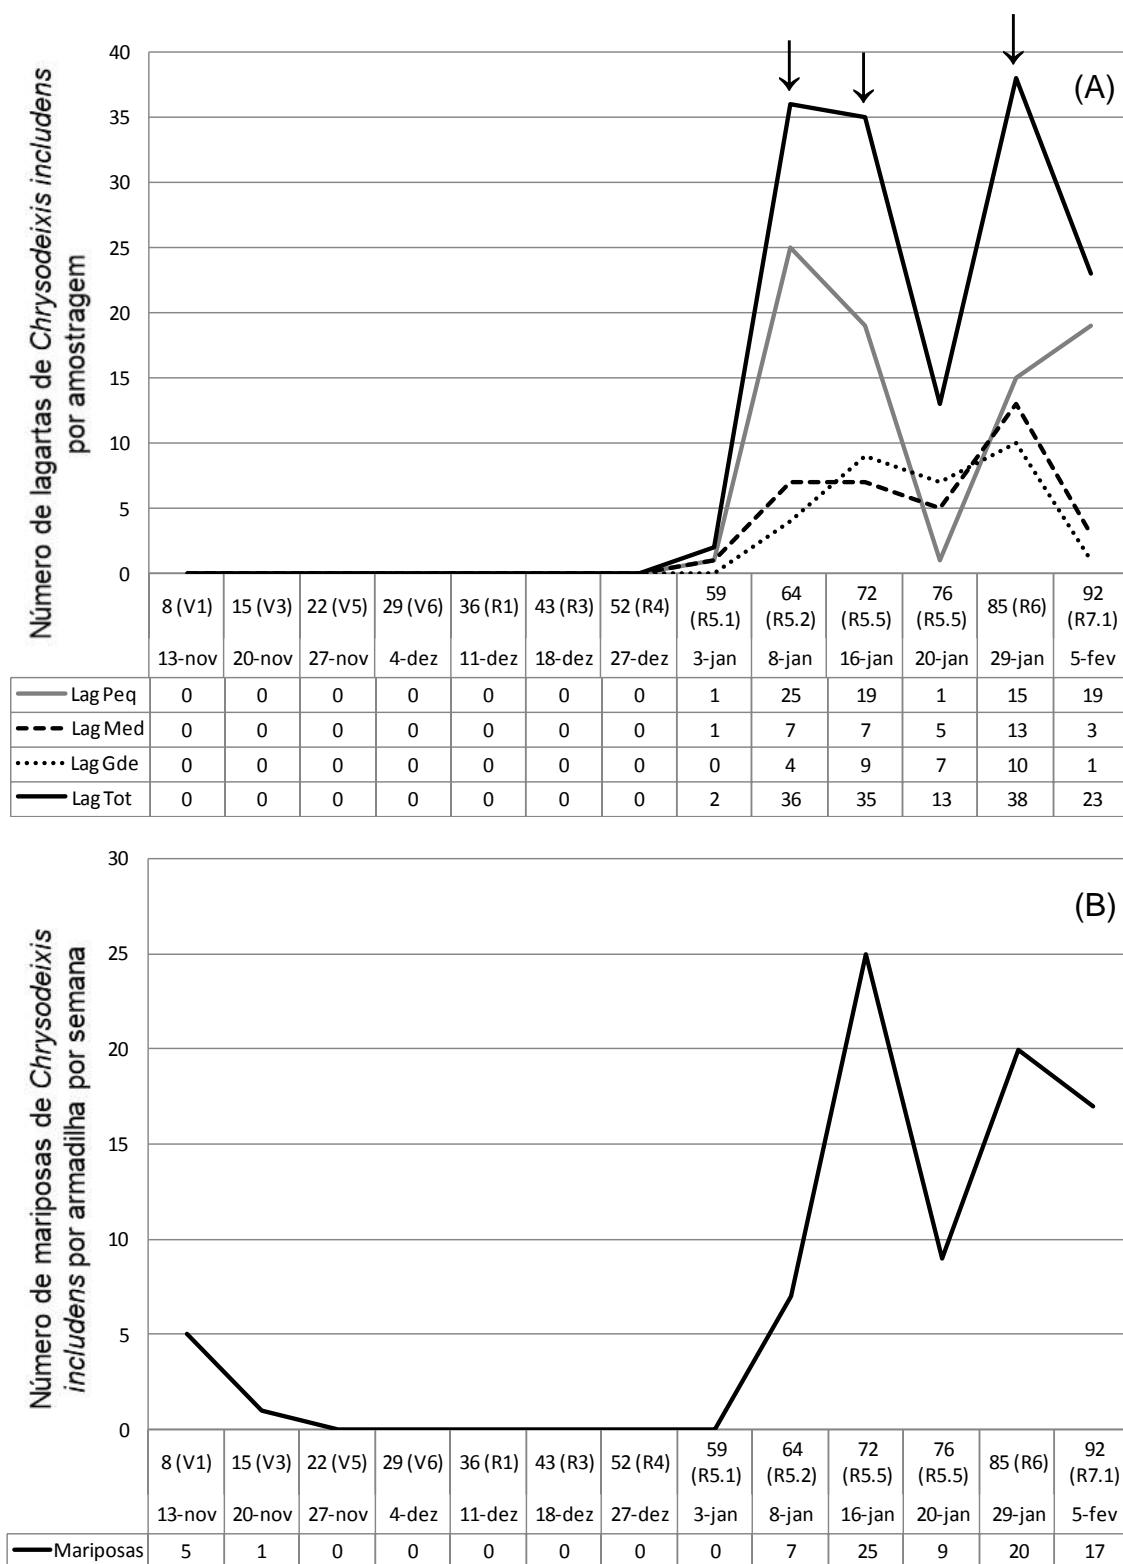 (A)
Número de lagartas de Chrysodeixis includens
por amostragem
40
35
30
25
20
15
10
5
0
8 (V1) 15 (V3) 22 (V5) 29 (V6) 36 (R1) 43 (R3) 52 (R4) 59 (R5.1) 64 (R5.2) 72 (R5.5) 76 (R5.5) 85 (R6) 92 (R7.1)
13-nov 20-nov 27-nov 4-dez 11-dez 18-dez 27-dez 3-jan 8-jan 16-jan 20-jan 29-jan 5-fev
Lag Peq 0 0 0 0 0 0 0 1 25 19 1 15 19
Lag Med 0 0 0 0 0 0 0 1 7 7 5 13 3
Lag Gde 0 0 0 0 0 0 0 0 4 9 7 10 1
Lag Tot 0 0 0 0 0 0 0 2 36 35 13 38 23
(B)
Número de mariposas de Chrysodeixis
includens por armadilha por semana
30
25
20
15
10
5
0
8 (V1) 15 (V3) 22 (V5) 29 (V6) 36 (R1) 43 (R3) 52 (R4) 59 (R5.1) 64 (R5.2) 72 (R5.5) 76 (R5.5) 85 (R6) 92 (R7.1)
13-nov 20-nov 27-nov 4-dez 11-dez 18-dez 27-dez 3-jan 8-jan 16-jan 20-jan 29-jan 5-fev
Mariposas 5 1 0 0 0 0 0 0 7 25 9 20 17